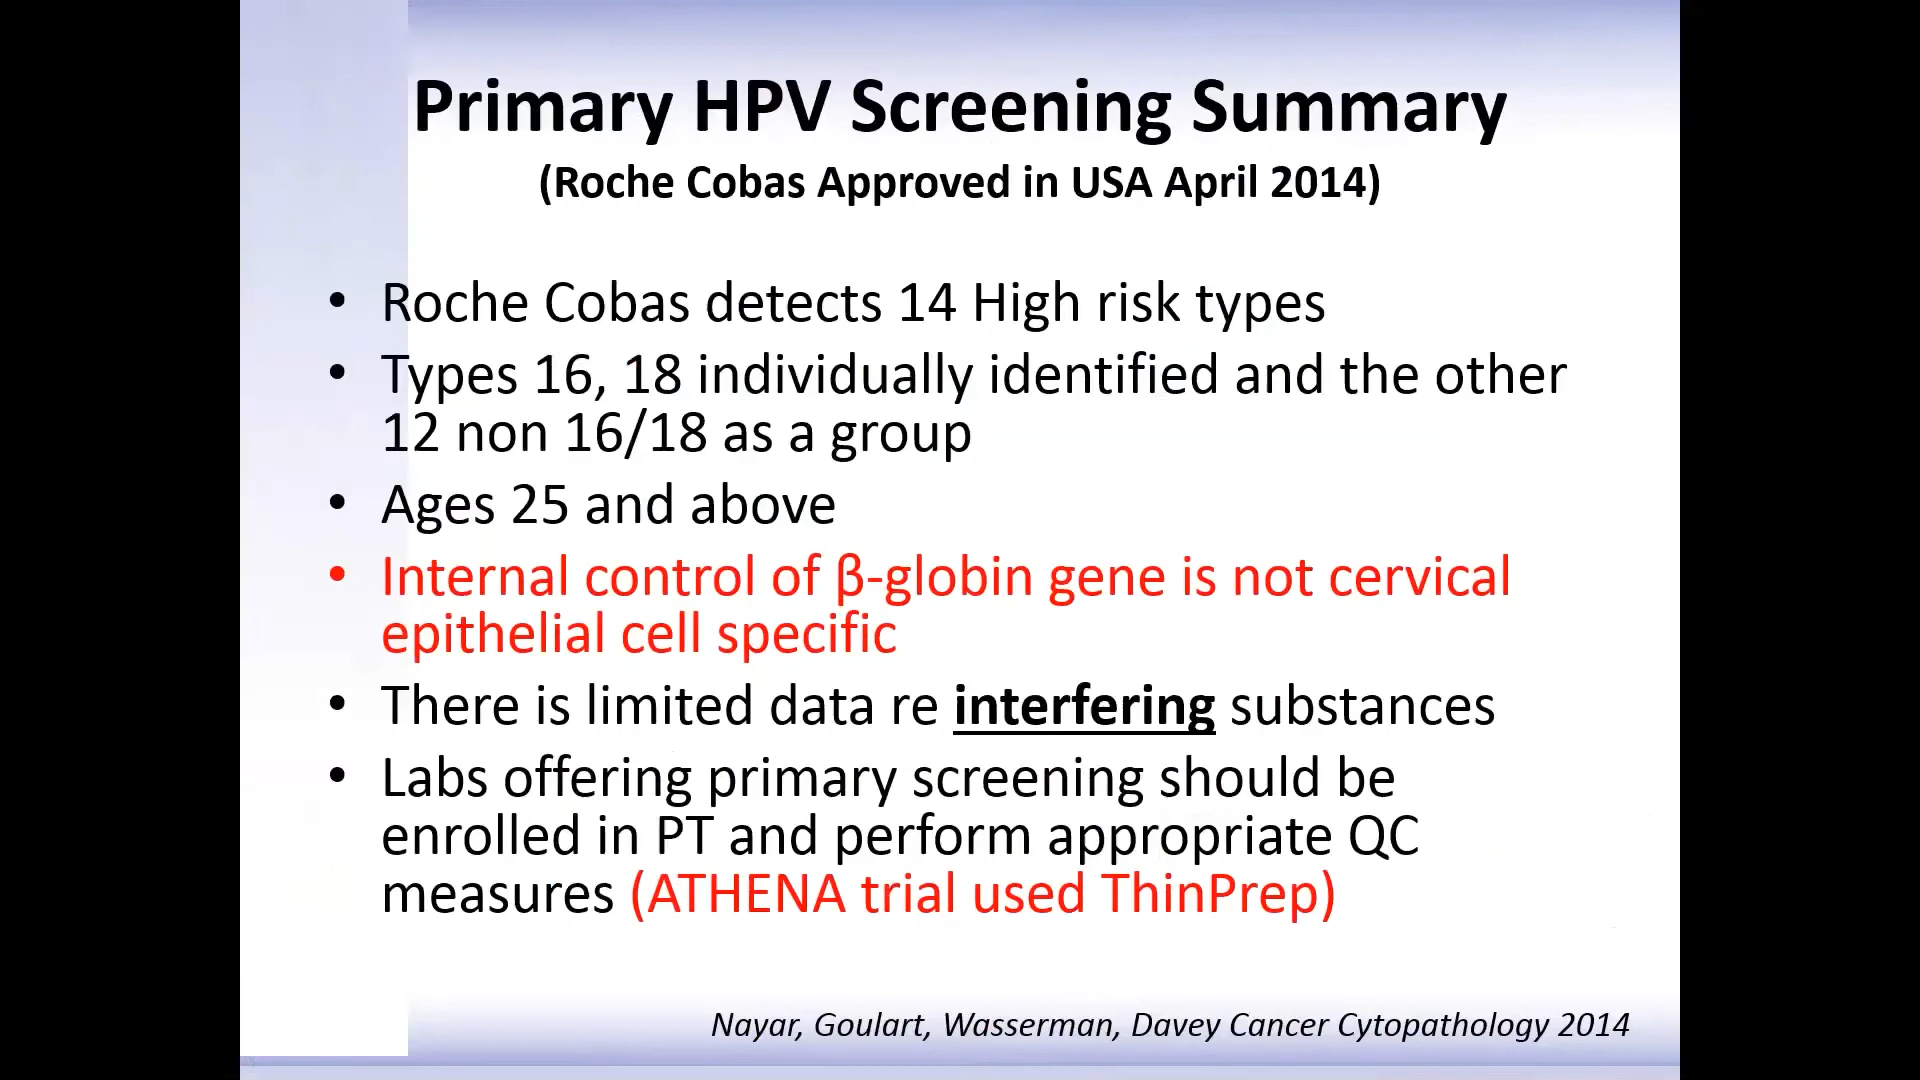 Primary HPV Screening Summary
(Roche Cobas Approved in USA April 2014)
• Roche Cobas detects 14 High risk types
• Types 16, 18 individually identified and the other
12 non 16/18 as a group
• Ages 25 and above
• Internal control of β-globin gene is not cervical
epithelial cell specific
• There is limited data re interfering substances
• Labs offering primary screening should be
enrolled in PT and perform appropriate QC
measures (ATHENA trial used ThinPrep)
Nayar, Goulart, Wasserman, Davey Cancer Cytopathology 2014